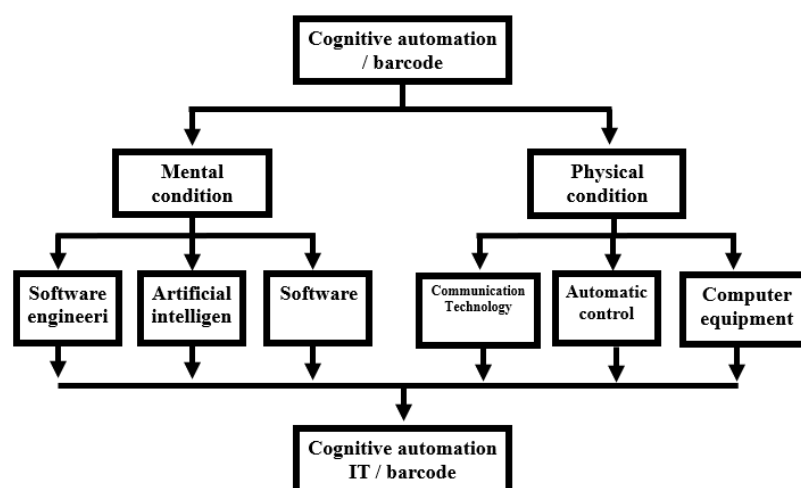 Cognitive automation
/ barcode
Mental
condition
Physical
condition
Software
engineeri
Artificial
intelligen
Software
Communication
Technology
Automatic
control
Computer
equipment
Cognitive automation
IT / barcode